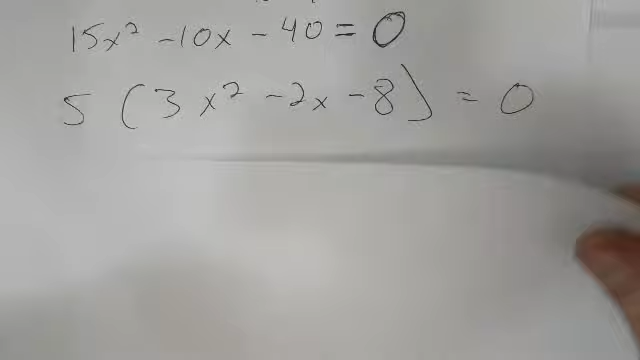 15x² - 10x - 40 = 0
5 (3x² - 2x - 8) = 0